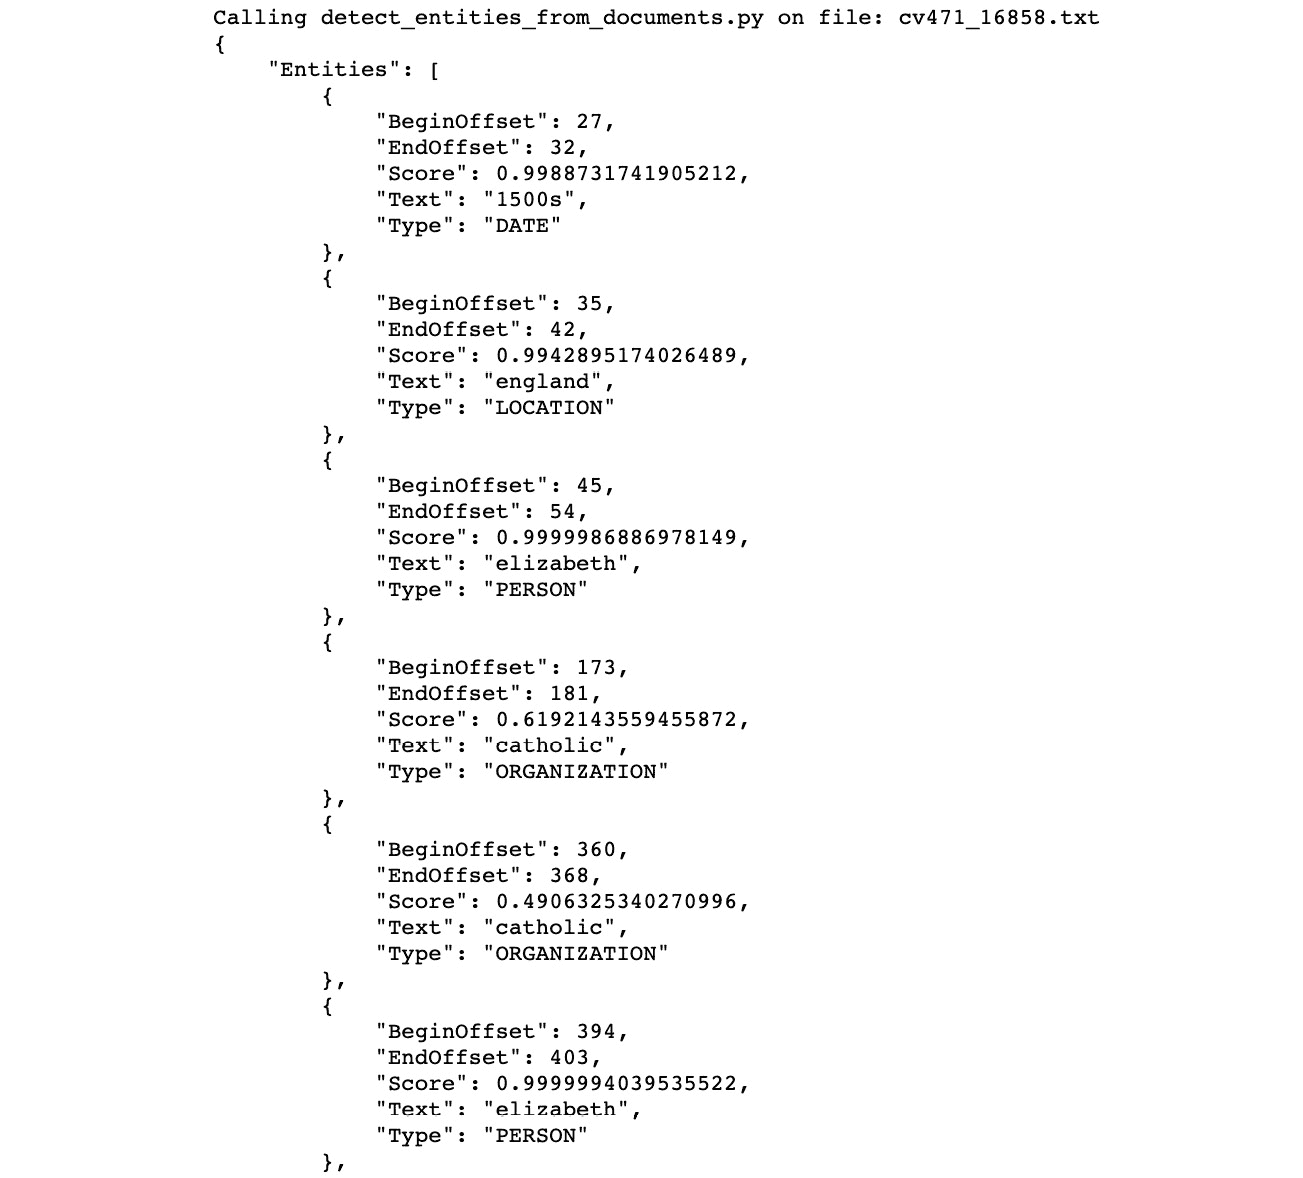 Calling detect_entities_from_documents.py on file: cv471_16858.txt
{
    "Entities": [
        {
            "BeginOffset": 27,
            "EndOffset": 32,
            "Score": 0.9988731741905212,
            "Text": "1500s",
            "Type": "DATE"
        },
        {
            "BeginOffset": 35,
            "EndOffset": 42,
            "Score": 0.9942895174026489,
            "Text": "england",
            "Type": "LOCATION"
        },
        {
            "BeginOffset": 45,
            "EndOffset": 54,
            "Score": 0.9999986886978149,
            "Text": "elizabeth",
            "Type": "PERSON"
        },
        {
            "BeginOffset": 173,
            "EndOffset": 181,
            "Score": 0.6192143559455872,
            "Text": "catholic",
            "Type": "ORGANIZATION"
        },
        {
            "BeginOffset": 360,
            "EndOffset": 368,
            "Score": 0.4906325340270996,
            "Text": "catholic",
            "Type": "ORGANIZATION"
        },
        {
            "BeginOffset": 394,
            "EndOffset": 403,
            "Score": 0.9999994039535522,
            "Text": "elizabeth",
            "Type": "PERSON"
        },